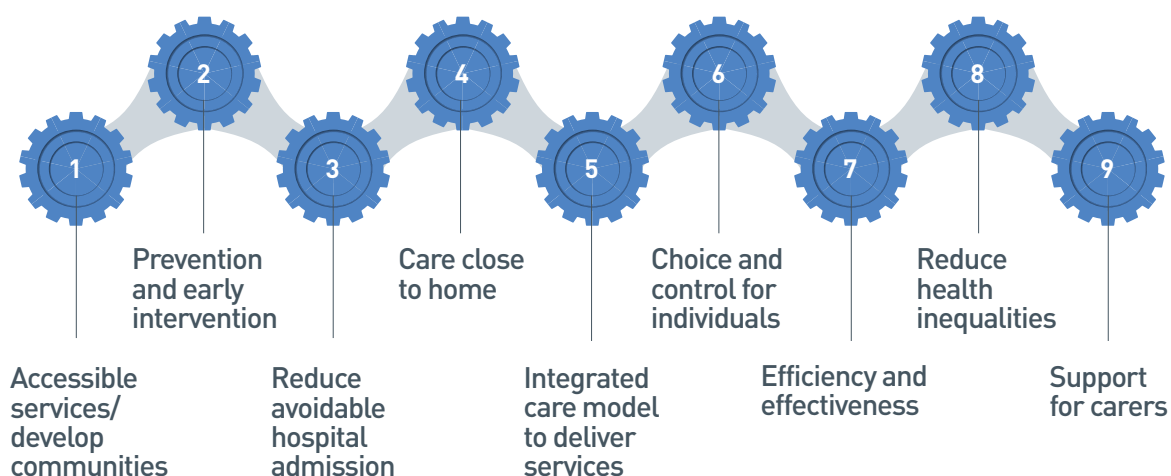 2
4
6
8
1
3
5
7
9
Prevention
and early
intervention
Care close
to home
Choice and
control for
individuals
Reduce
health
inequalities
Accessible
services/
develop
communities
Reduce
avoidable
hospital
admission
Integrated
care model
to deliver
services
Efficiency and
effectiveness
Support
for carers